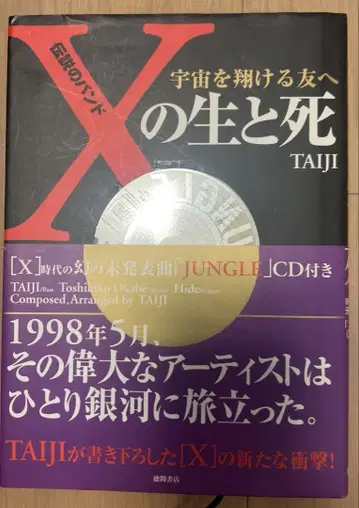 伝説のバンド
X
宇宙を翔ける友へ
の生と死
TAIJI
JUNGLE
[X]時代の幻の未発表曲「JUNGLE」CD付き
TAIJI/Bass Toshihiko Okabe Hide
Composed, Arranged by TAIJI
1998年5月、
その偉大なアーティストは
ひとり銀河に旅立った。
TAIJIが書き下ろした[X]の新たな衝撃!
徳間書店